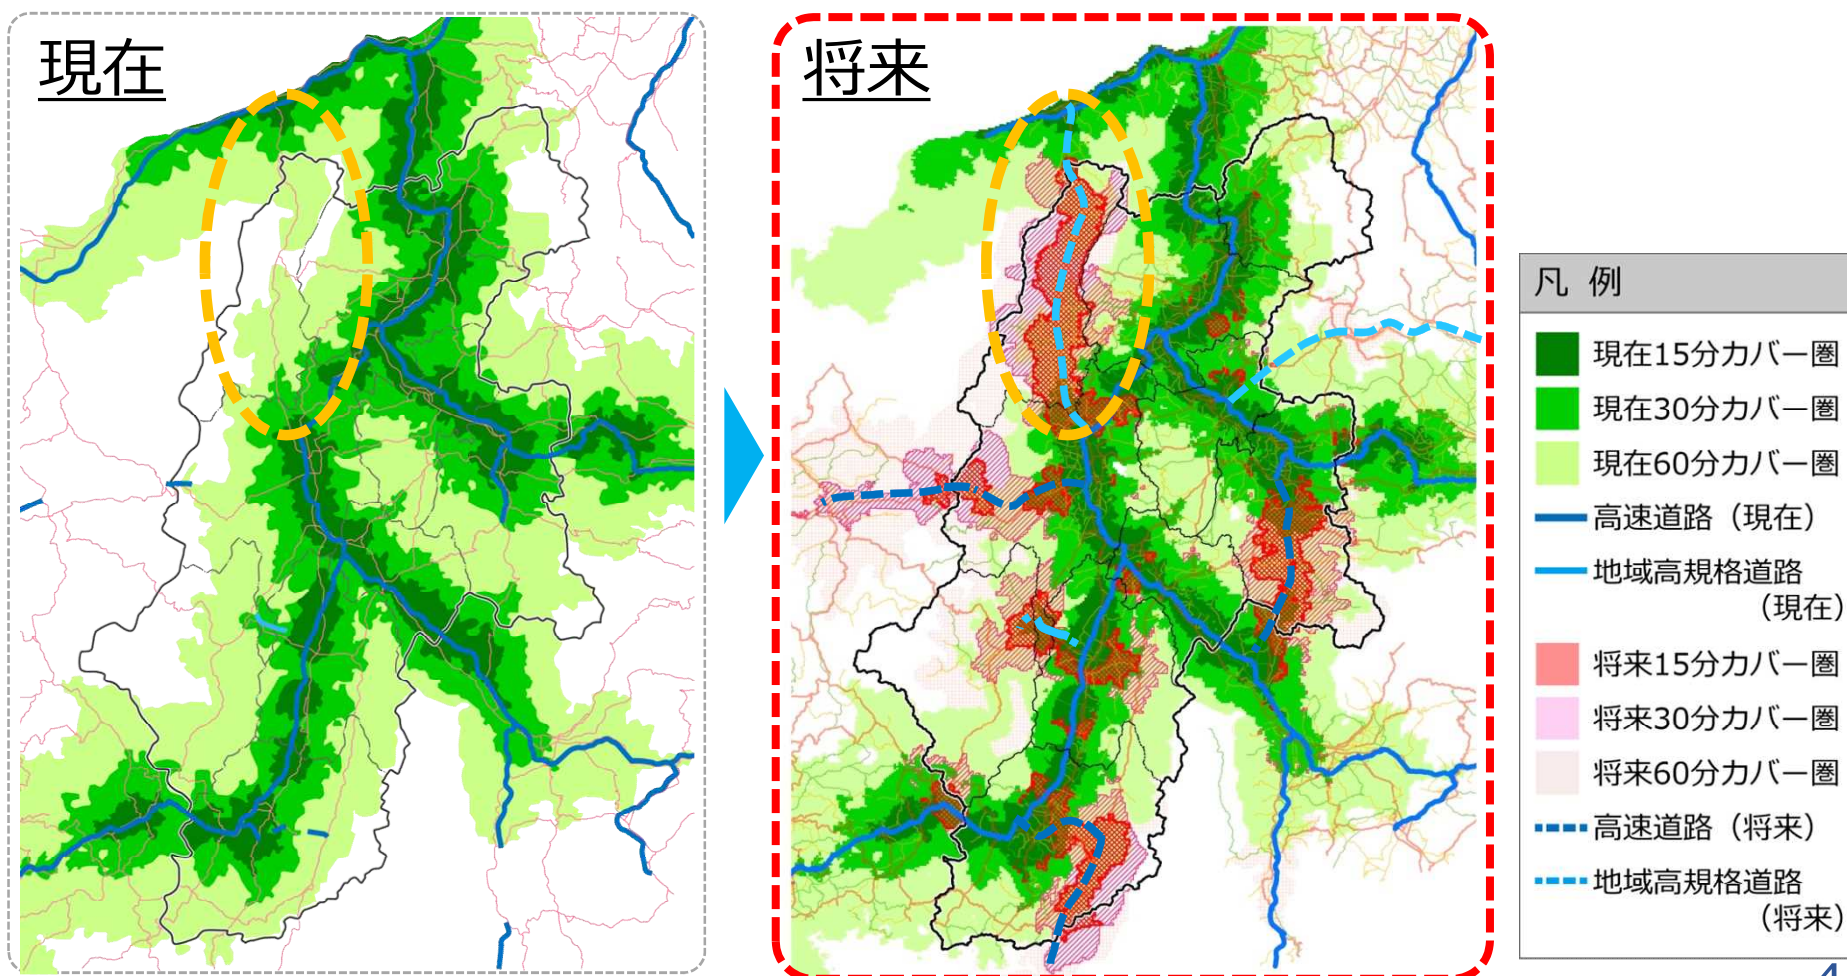 現在
将来
凡 例
現在15分カバー圏
現在30分カバー圏
現在60分カバー圏
高速道路（現在）
地域高規格道路
（現在）
将来15分カバー圏
将来30分カバー圏
将来60分カバー圏
高速道路（将来）
地域高規格道路
（将来）